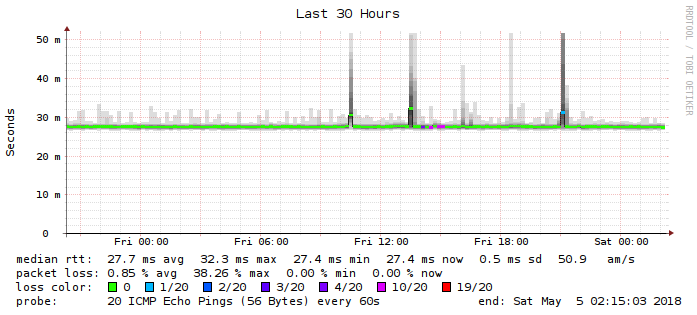 Last 30 Hours
RRDTOOL / TOBI OETIKER
Seconds
50 m
40 m
30 m
20 m
10 m
0
Fri 00:00 Fri 06:00 Fri 12:00 Fri 18:00 Sat 00:00
median rtt: 27.7 ms avg 32.3 ms max 27.4 ms min 27.4 ms now 0.5 ms sd 50.9 am/s
packet loss: 0.85 % avg 38.26 % max 0.00 % min 0.00 % now
loss color: 0 1/20 2/20 3/20 4/20 10/20 19/20
probe: 20 ICMP Echo Pings (56 Bytes) every 60s end: Sat May 5 02:15:03 2018